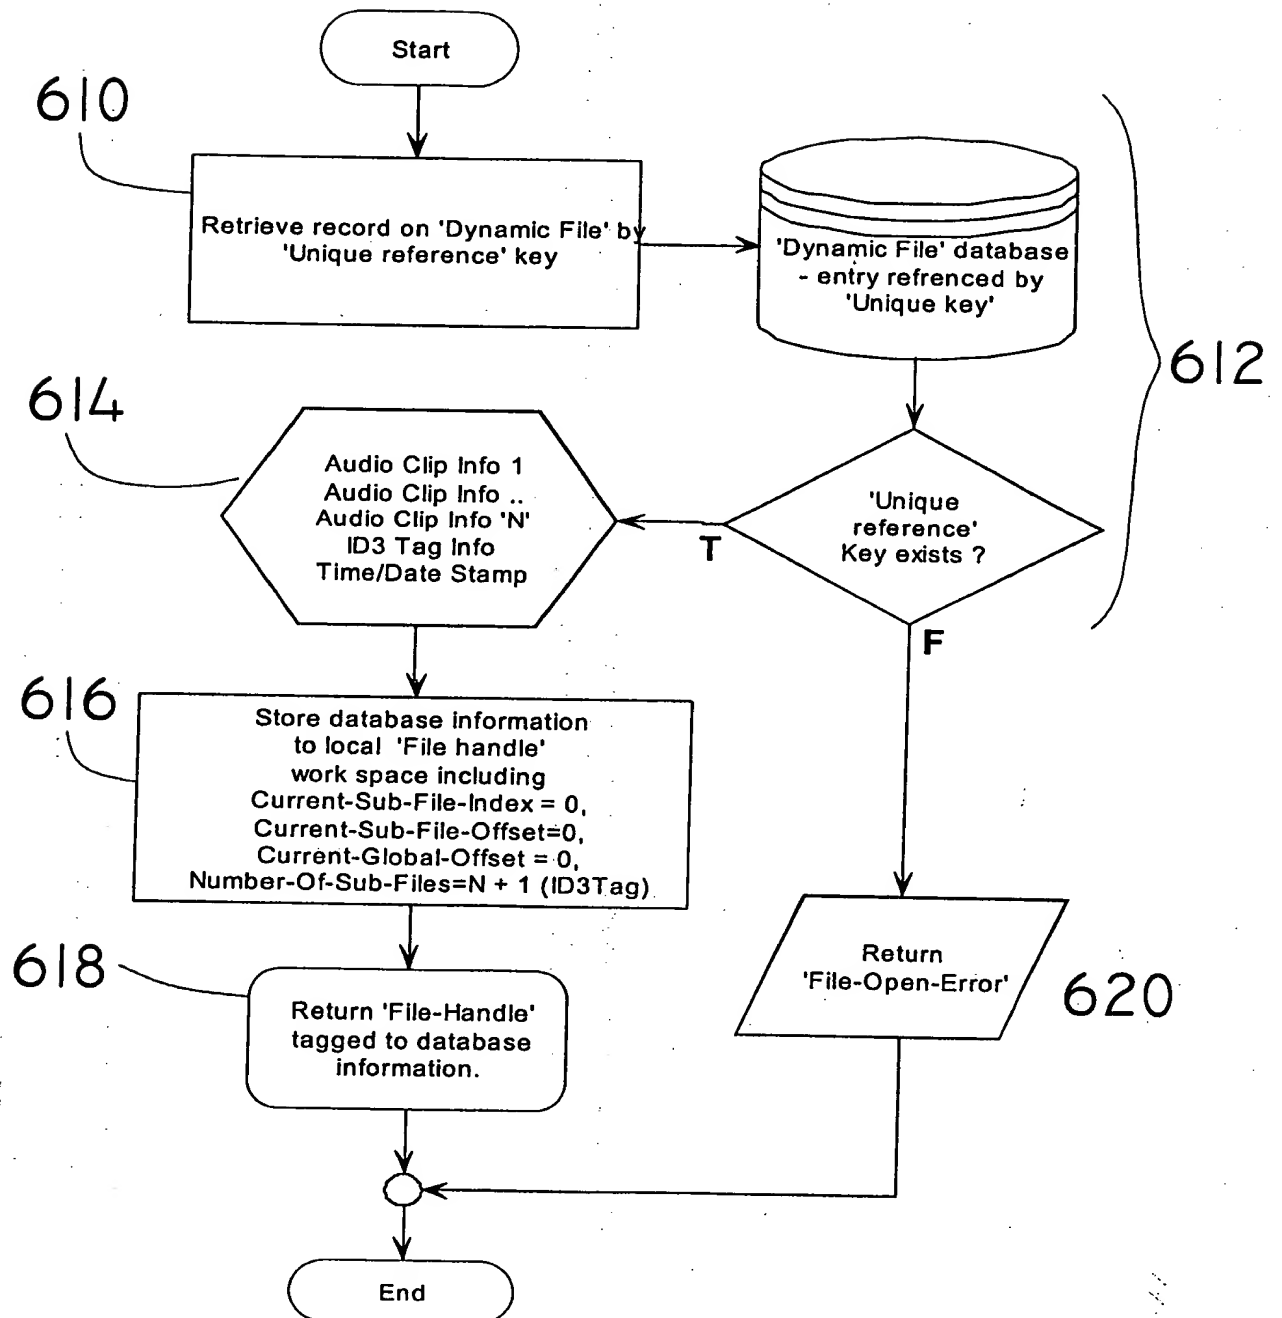 Start
610
Retrieve record on 'Dynamic File' by
'Unique reference' key
'Dynamic File' database
- entry refrenced by
'Unique key'
612
614
Audio Clip Info 1
Audio Clip Info ..
Audio Clip Info 'N'
ID3 Tag Info
Time/Date Stamp
'Unique
reference'
Key exists ?
T
F
616
Store database information
to local 'File handle'
work space including
Current-Sub-File-Index = 0,
Current-Sub-File-Offset=0,
Current-Global-Offset = 0,
Number-Of-Sub-Files=N + 1 (ID3Tag)
618
Return 'File-Handle'
tagged to database
information.
Return
'File-Open-Error'
620
End